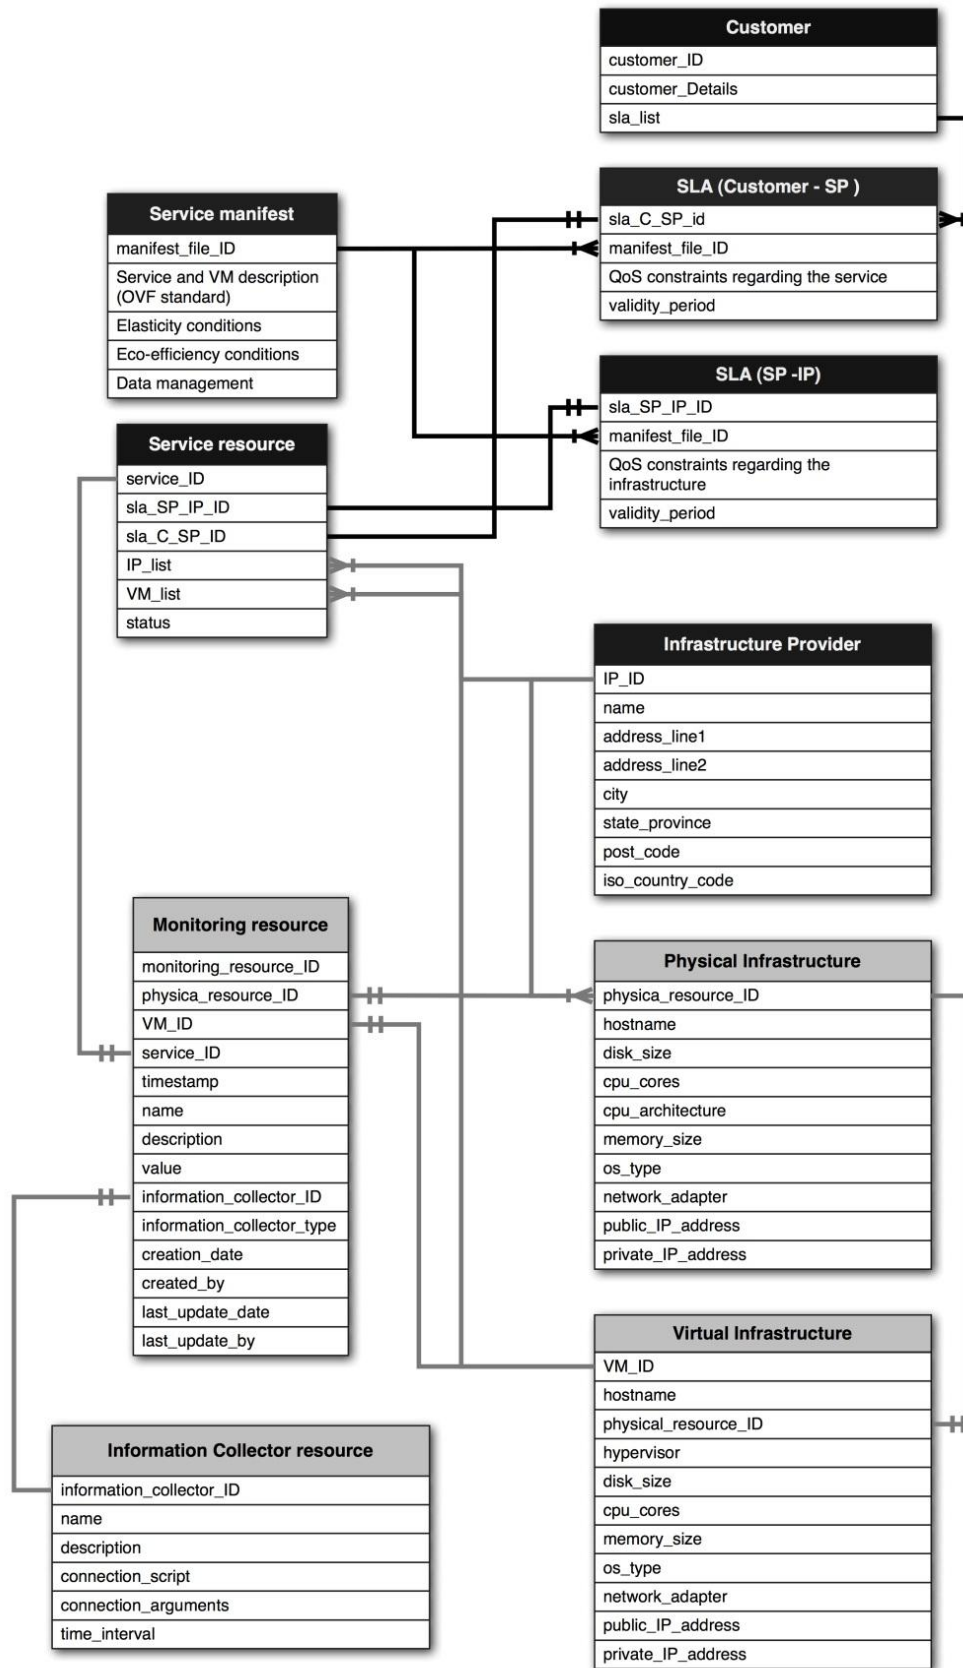 Customer
customer_ID
customer_Details
sla_list
SLA (Customer - SP )
sla_C_SP_id
manifest_file_ID
QoS constraints regarding the service
validity_period
Service manifest
manifest_file_ID
Service and VM description
(OVF standard)
Elasticity conditions
Eco-efficiency conditions
Data management
SLA (SP -IP)
sla_SP_IP_ID
manifest_file_ID
QoS constraints regarding the
infrastructure
validity_period
Service resource
service_ID
sla_SP_IP_ID
sla_C_SP_ID
IP_list
VM_list
status
Infrastructure Provider
IP_ID
name
address_line1
address_line2
city
state_province
post_code
iso_country_code
Monitoring resource
monitoring_resource_ID
physica_resource_ID
VM_ID
service_ID
timestamp
name
description
value
information_collector_ID
information_collector_type
creation_date
created_by
last_update_date
last_update_by
Physical Infrastructure
physica_resource_ID
hostname
disk_size
cpu_cores
cpu_architecture
memory_size
os_type
network_adapter
public_IP_address
private_IP_address
Virtual Infrastructure
VM_ID
hostname
physical_resource_ID
hypervisor
disk_size
cpu_cores
memory_size
os_type
network_adapter
public_IP_address
private_IP_address
Information Collector resource
information_collector_ID
name
description
connection_script
connection_arguments
time_interval